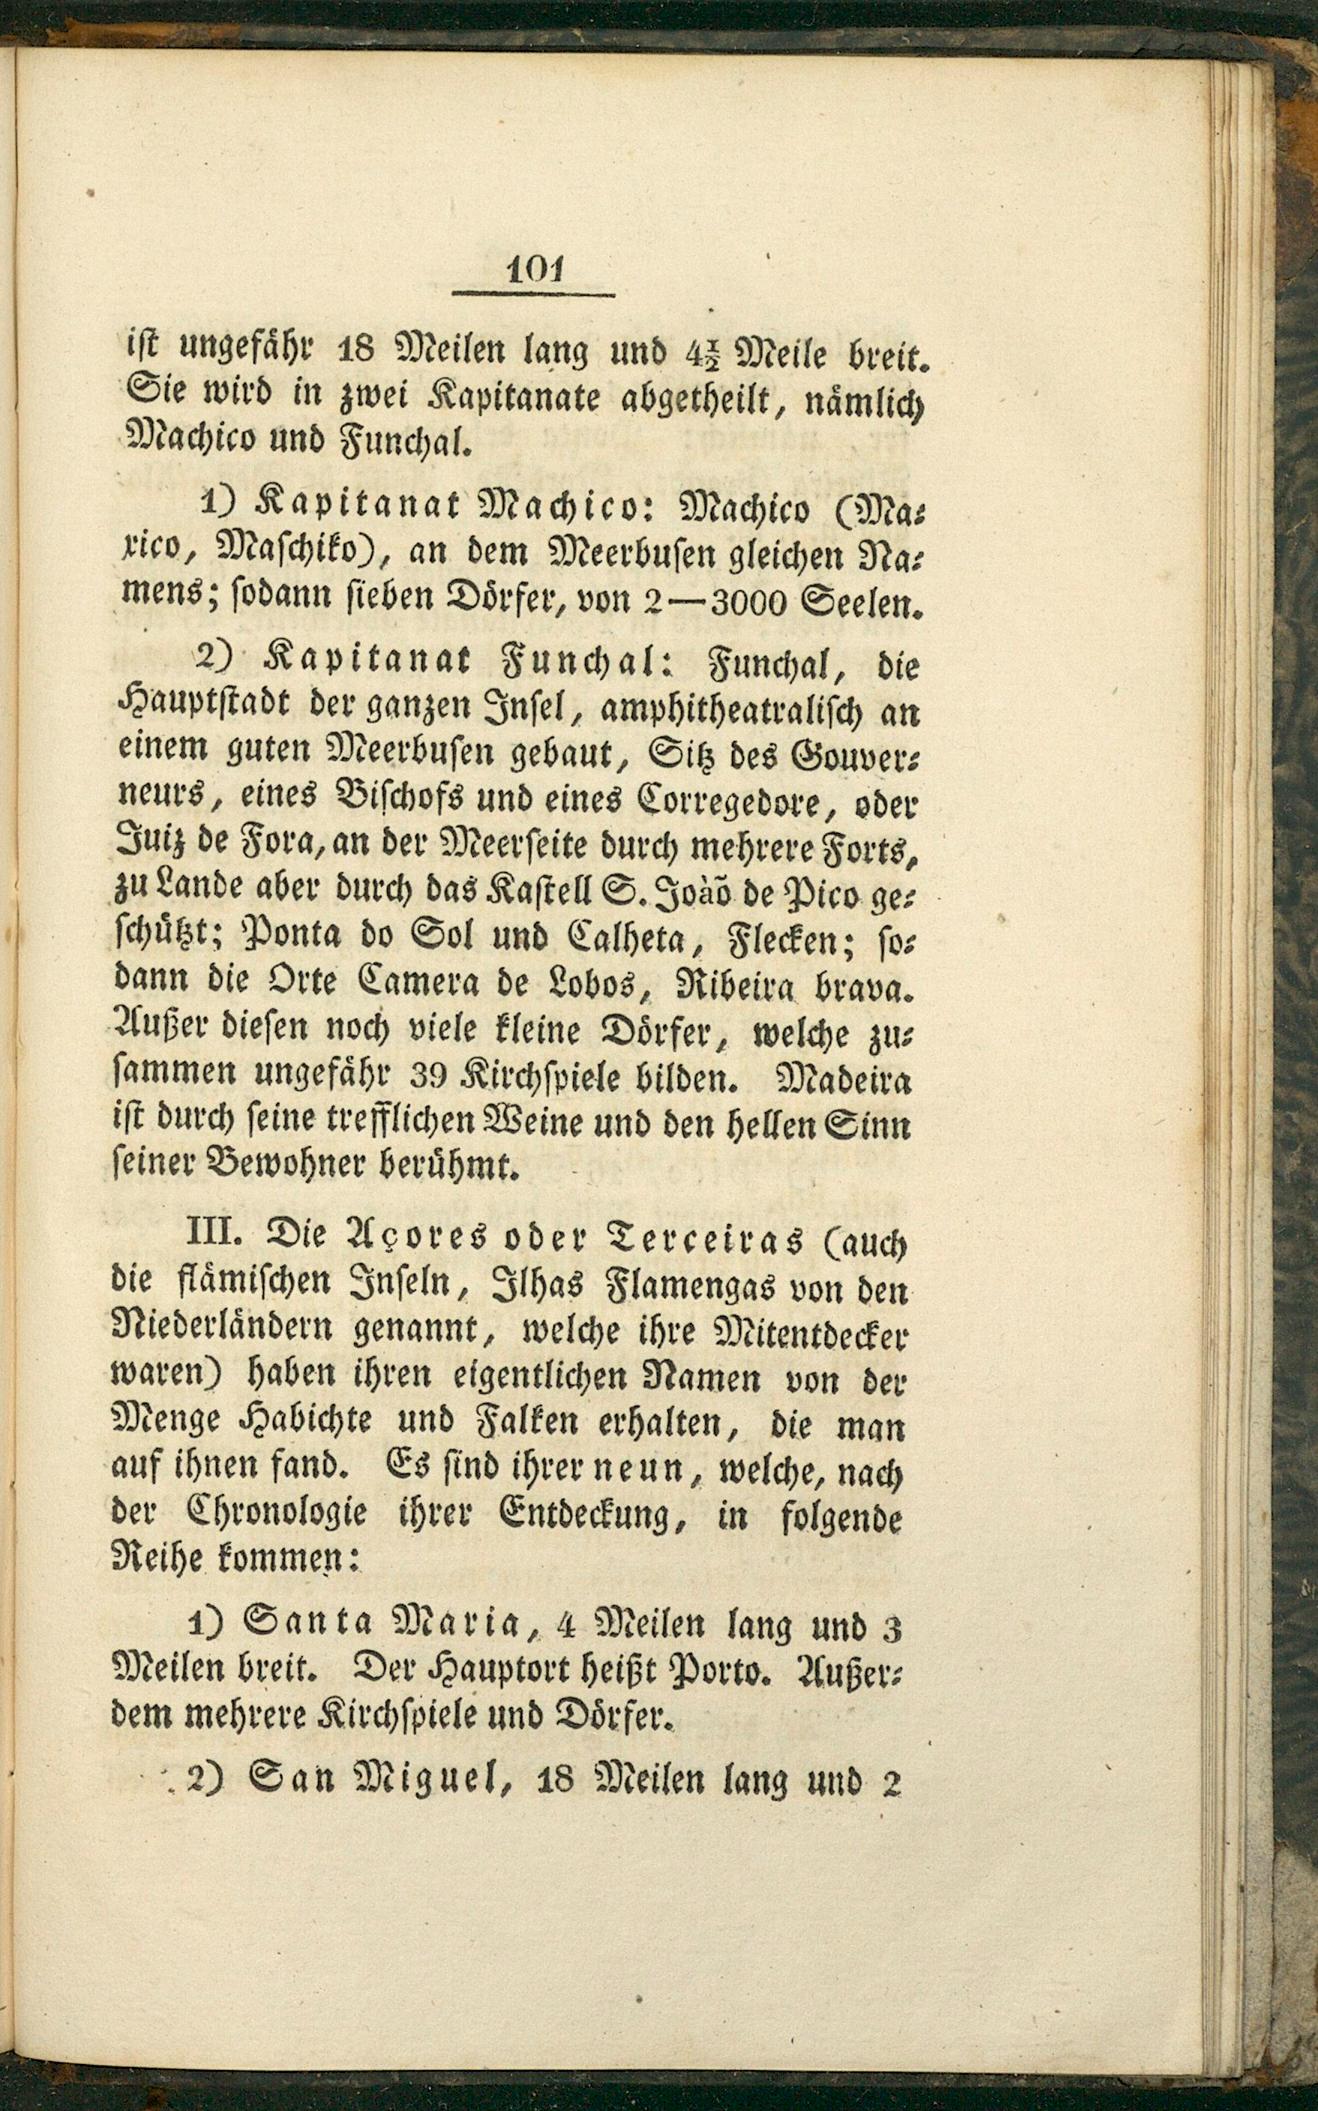 101
ist ungefähr 18 Meilen lang und 4½ Meile breit.
Sie wird in zwei Kapitanate abgetheilt, nämlich
Machico und Funchal.
1) Kapitanat Machico: Machico (Ma-
xico, Maschiko), an dem Meerbusen gleichen Na-
mens; sodann sieben Dörfer, von 2—3000 Seelen.
2) Kapitanat Funchal: Funchal, die
Hauptstadt der ganzen Insel, amphitheatralisch an
einem guten Meerbusen gebaut, Sitz des Gouver-
neurs, eines Bischofs und eines Corregedore, oder
Juiz de Fora, an der Meerseite durch mehrere Forts,
zu Lande aber durch das Kastell S. Joàõ de Pico ge-
schützt; Ponta do Sol und Calheta, Flecken; so-
dann die Orte Camera de Lobos, Ribeira brava.
Außer diesen noch viele kleine Dörfer, welche zu-
sammen ungefähr 39 Kirchspiele bilden. Madeira
ist durch seine trefflichen Weine und den hellen Sinn
seiner Bewohner berühmt.
III. Die Açores oder Terceiras (auch
die flämischen Inseln, Ilhas Flamengas von den
Niederländern genannt, welche ihre Mitentdecker
waren) haben ihren eigentlichen Namen von der
Menge Habichte und Falken erhalten, die man
auf ihnen fand. Es sind ihrer neun, welche, nach
der Chronologie ihrer Entdeckung, in folgende
Reihe kommen:
1) Santa Maria, 4 Meilen lang und 3
Meilen breit. Der Hauptort heißt Porto. Außer-
dem mehrere Kirchspiele und Dörfer.
2) San Miguel, 18 Meilen lang und 2